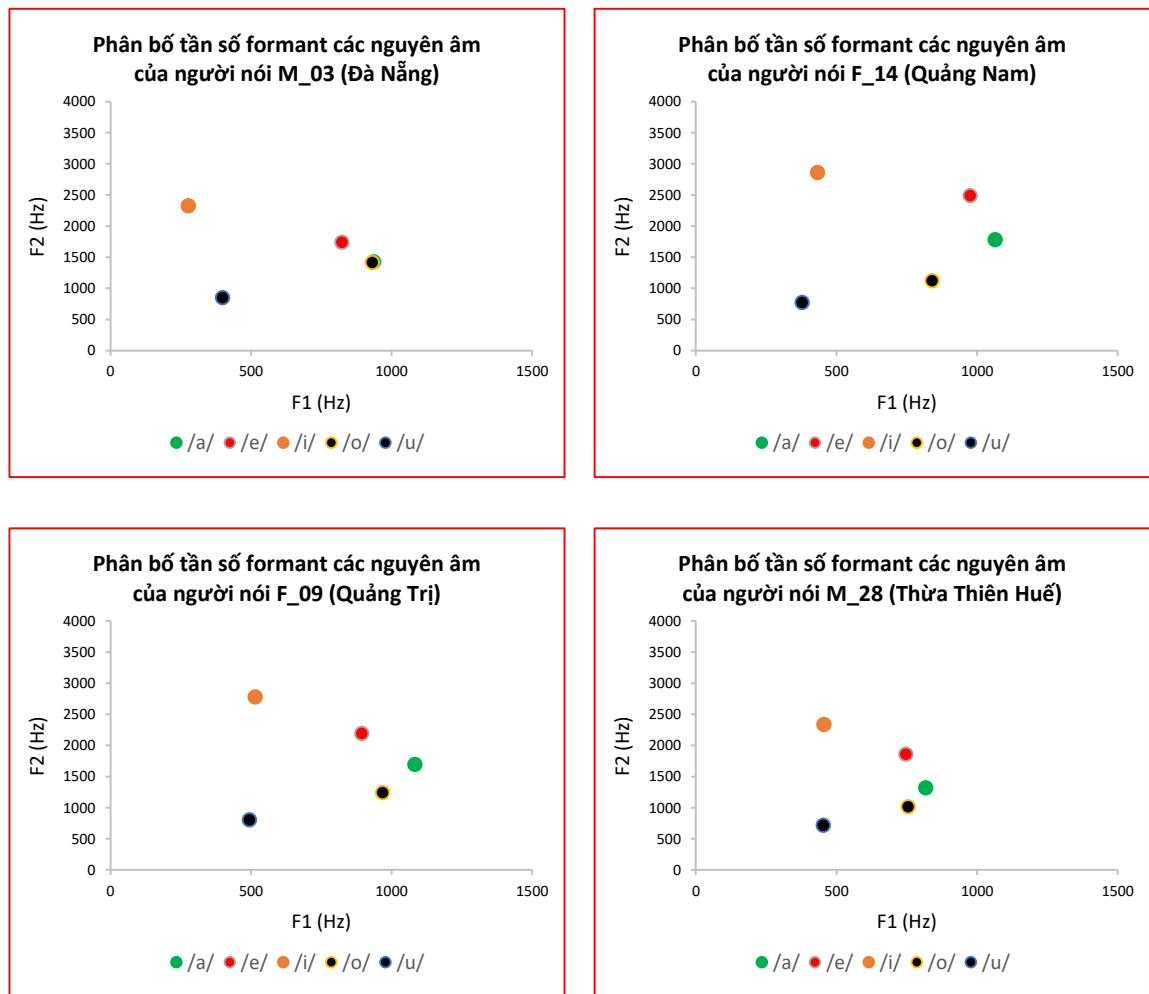 Phân bố tần số formant các nguyên âm
của người nói M_03 (Đà Nẵng)
4000
3500
3000
2500
2000
1500
1000
500
0
F2 (Hz)
0 500 1000 1500
F1 (Hz)
/a/ /e/ /i/ /o/ /u/
Phân bố tần số formant các nguyên âm
của người nói F_14 (Quảng Nam)
4000
3500
3000
2500
2000
1500
1000
500
0
F2 (Hz)
0 500 1000 1500
F1 (Hz)
/a/ /e/ /i/ /o/ /u/
Phân bố tần số formant các nguyên âm
của người nói F_09 (Quảng Trị)
4000
3500
3000
2500
2000
1500
1000
500
0
F2 (Hz)
0 500 1000 1500
F1 (Hz)
/a/ /e/ /i/ /o/ /u/
Phân bố tần số formant các nguyên âm
của người nói M_28 (Thừa Thiên Huế)
4000
3500
3000
2500
2000
1500
1000
500
0
F2 (Hz)
0 500 1000 1500
F1 (Hz)
/a/ /e/ /i/ /o/ /u/